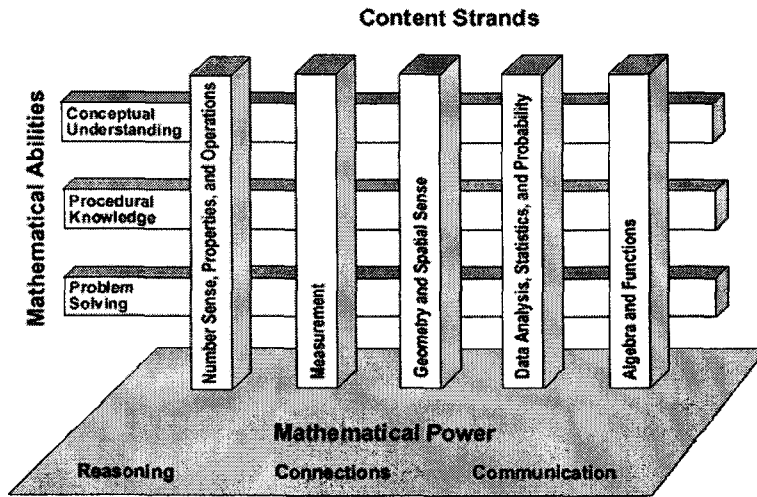 Content Strands
Mathematical Abilities
Conceptual
Understanding
Procedural
Knowledge
Problem
Solving
Number Sense, Properties, and Operations
Measurement
Geometry and Spatial Sense
Data Analysis, Statistics, and Probability
Algebra and Functions
Mathematical Power
Reasoning
Connections
Communication